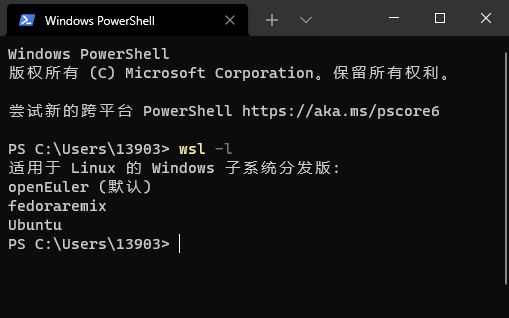 Windows PowerShell
Windows PowerShell
版权所有 (C) Microsoft Corporation。保留所有权利。
尝试新的跨平台 PowerShell https://aka.ms/pscore6
PS C:\Users\13903> wsl -l
适用于 Linux 的 Windows 子系统分发版:
openEuler (默认)
fedoraremix
Ubuntu
PS C:\Users\13903>